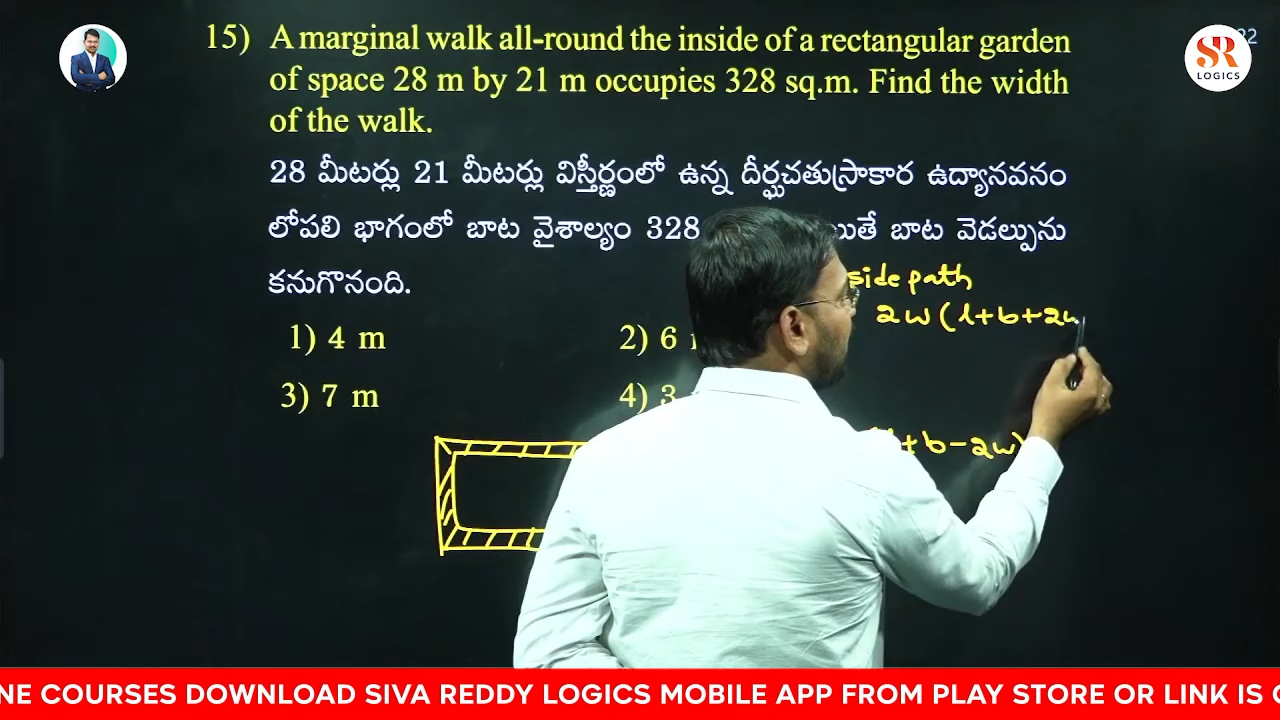 22
SR
LOGICS
15) A marginal walk all-round the inside of a rectangular garden
of space 28 m by 21 m occupies 328 sq.m. Find the width
of the walk.
28 మీటర్లు 21 మీటర్లు విస్తీర్ణంలో ఉన్న దీర్ఘచతురస్రాకార ఉద్యానవనం
లోపలి భాగంలో బాట వైశాల్యం 328 బాట వెడల్పును
కనుగొనండి.
side path
2w (l+b+2w
1) 4 m 2) 6
3) 7 m 4) 3
+b-2w)
NE COURSES DOWNLOAD SIVA REDDY LOGICS MOBILE APP FROM PLAY STORE OR LINK IS